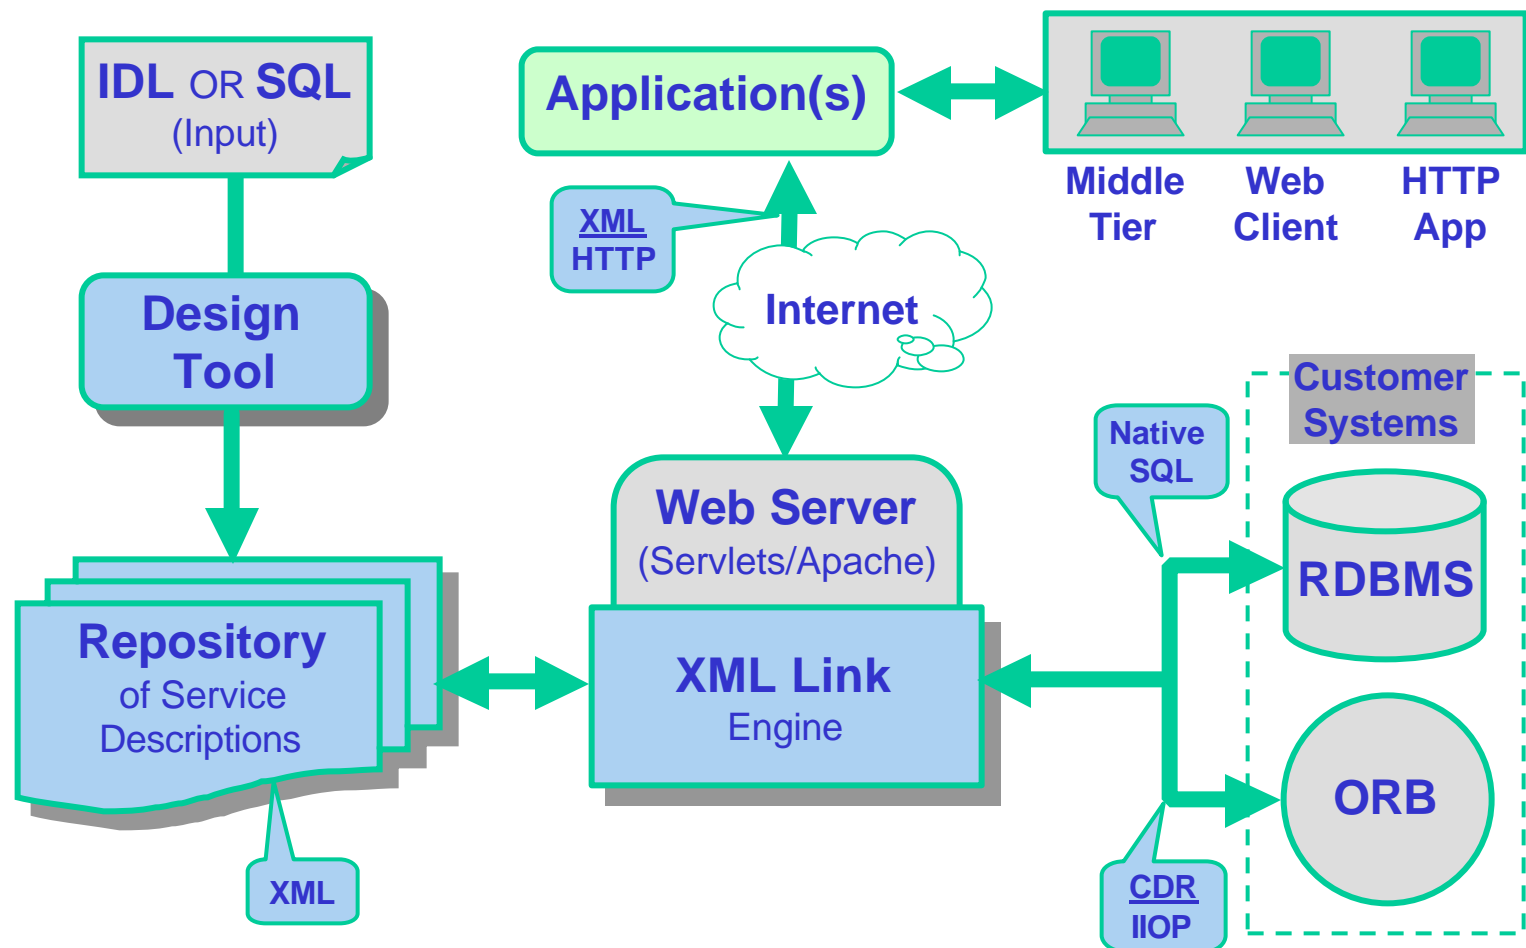 IDL OR SQL
(Input)
Application(s)
Middle
Tier
Web
Client
HTTP
App
XML
HTTP
Internet
Design
Tool
Customer
Systems
Native
SQL
Web Server
(Servlets/Apache)
RDBMS
Repository
of Service
Descriptions
XML Link
Engine
ORB
XML
CDR
IIOP